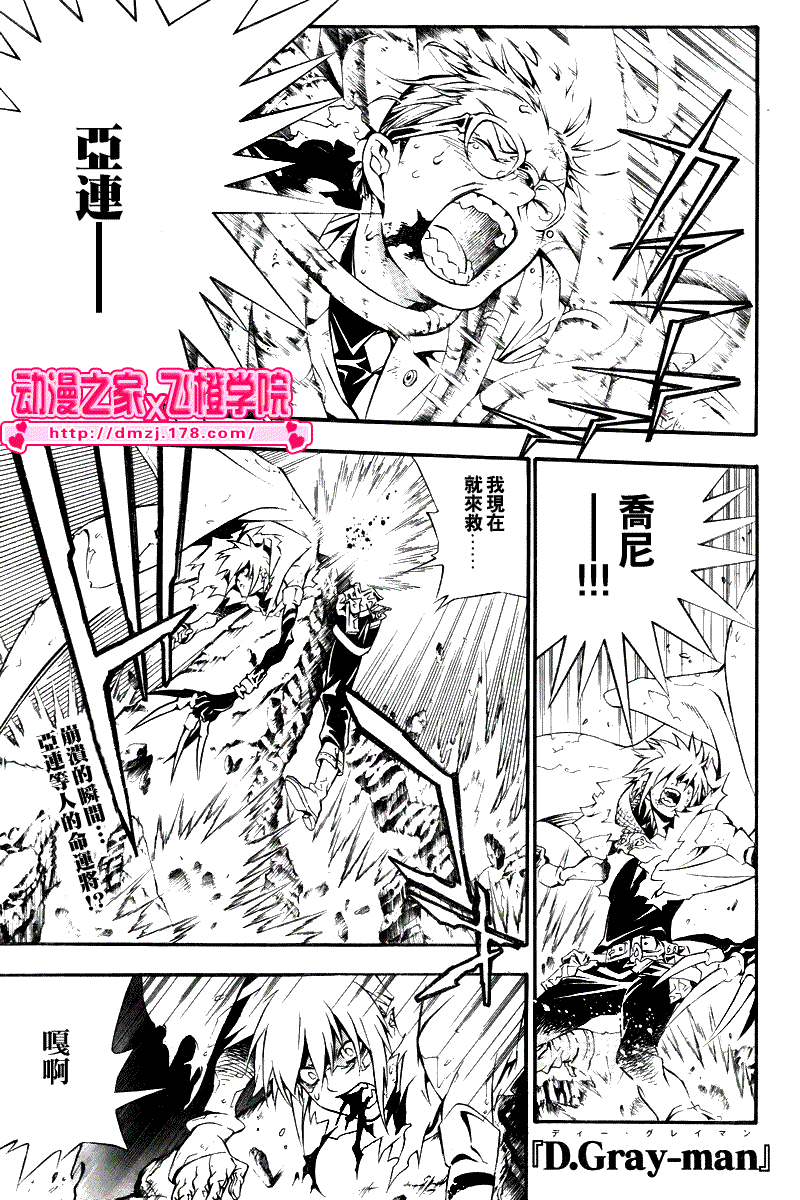 亞連——
动漫之家×飞橙学院
http://dmzj.178.com/
喬尼
——!!!
我現在
就來救……
崩潰的瞬間…
亞連等人的命運將!?
嘎啊
ディー・グレイマン
『D.Gray-man』